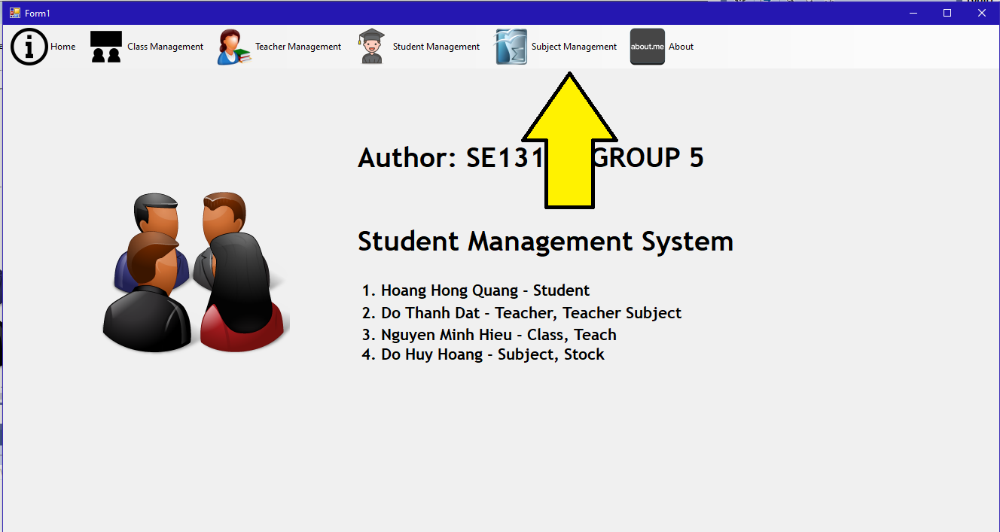 Form1
Home Class Management Teacher Management Student Management Subject Management about.me About
Author: SE131 GROUP 5
Student Management System
1. Hoang Hong Quang - Student
2. Do Thanh Dat - Teacher, Teacher Subject
3. Nguyen Minh Hieu - Class, Teach
4. Do Huy Hoang - Subject, Stock